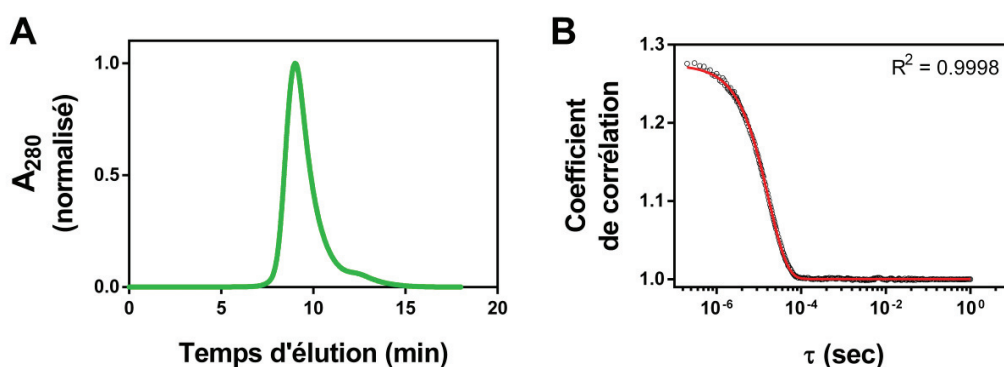 A
A280
(normalisé)
1.0
0.5
0.0
0
5
10
15
20
Temps d'élution (min)
B
R2 = 0.9998
Coefficient
de corrélation
1.3
1.2
1.1
1.0
10-6
10-4
10-2
100
τ (sec)